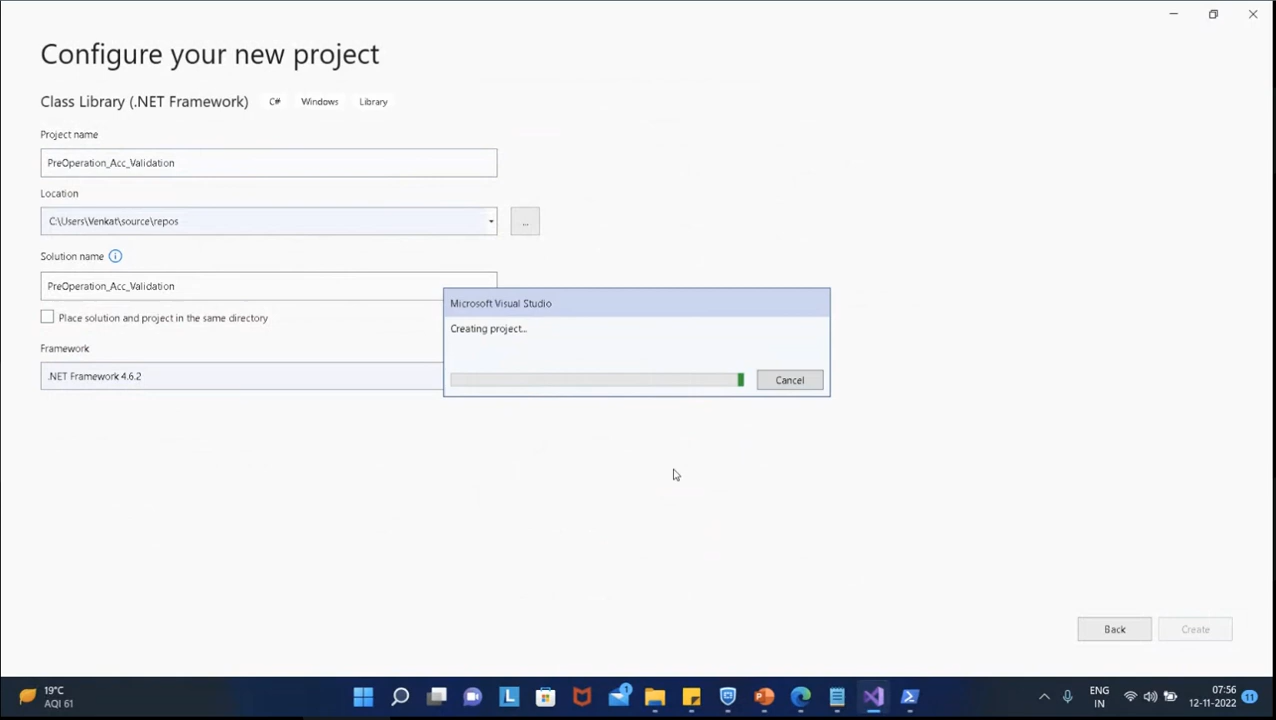 Configure your new project
Class Library (.NET Framework) C# Windows Library
Project name
PreOperation_Acc_Validation
Location
C:\Users\Venkat\source\repos
...
Solution name
PreOperation_Acc_Validation
Place solution and project in the same directory
Framework
.NET Framework 4.6.2
Microsoft Visual Studio
Creating project...
Cancel
Back Create
19°C
AQI 61
L
1
ENG
IN
07:56
12-11-2022
11